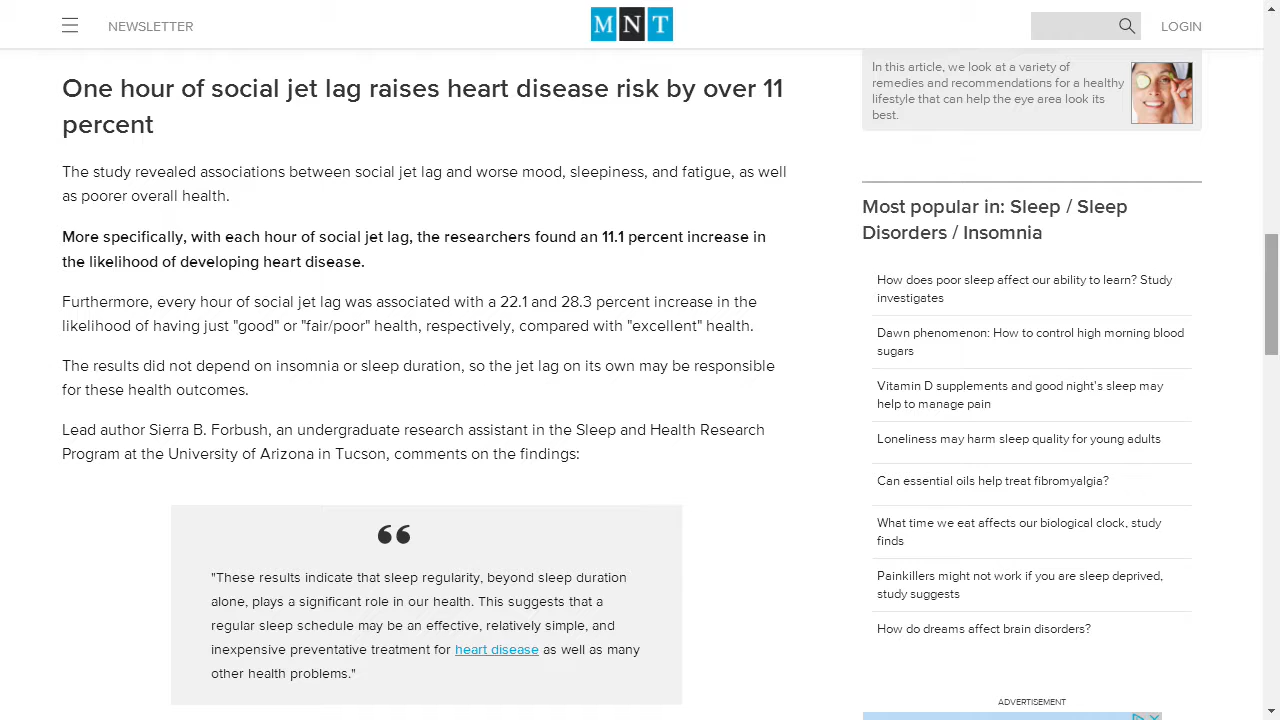 NEWSLETTER
MNT
LOGIN
One hour of social jet lag raises heart disease risk by over 11
percent
The study revealed associations between social jet lag and worse mood, sleepiness, and fatigue, as well
as poorer overall health.
More specifically, with each hour of social jet lag, the researchers found an 11.1 percent increase in
the likelihood of developing heart disease.
Furthermore, every hour of social jet lag was associated with a 22.1 and 28.3 percent increase in the
likelihood of having just "good" or "fair/poor" health, respectively, compared with "excellent" health.
The results did not depend on insomnia or sleep duration, so the jet lag on its own may be responsible
for these health outcomes.
Lead author Sierra B. Forbush, an undergraduate research assistant in the Sleep and Health Research
Program at the University of Arizona in Tucson, comments on the findings:
"These results indicate that sleep regularity, beyond sleep duration
alone, plays a significant role in our health. This suggests that a
regular sleep schedule may be an effective, relatively simple, and
inexpensive preventative treatment for heart disease as well as many
other health problems."
In this article, we look at a variety of
remedies and recommendations for a healthy
lifestyle that can help the eye area look its
best.
Most popular in: Sleep / Sleep
Disorders / Insomnia
How does poor sleep affect our ability to learn? Study
investigates
Dawn phenomenon: How to control high morning blood
sugars
Vitamin D supplements and good night's sleep may
help to manage pain
Loneliness may harm sleep quality for young adults
Can essential oils help treat fibromyalgia?
What time we eat affects our biological clock, study
finds
Painkillers might not work if you are sleep deprived,
study suggests
How do dreams affect brain disorders?
ADVERTISEMENT